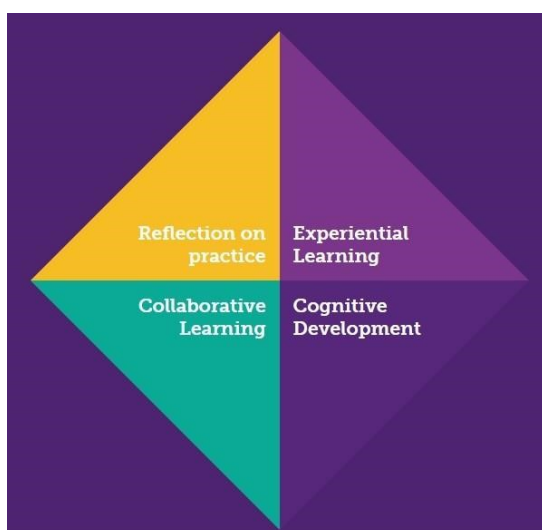 Reflection on
practice
Experiential
Learning
Collaborative
Learning
Cognitive
Development